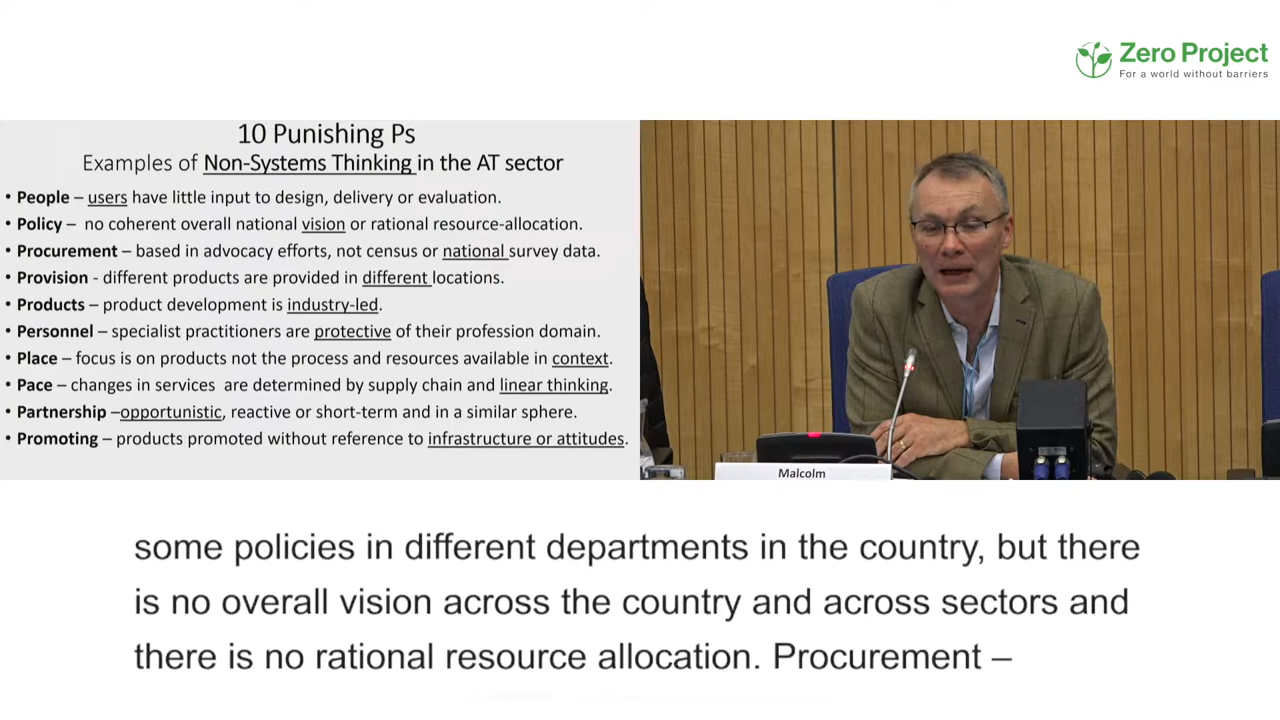 Zero Project
For a world without barriers
10 Punishing Ps
Examples of Non-Systems Thinking in the AT sector
• People – users have little input to design, delivery or evaluation.
• Policy – no coherent overall national vision or rational resource-allocation.
• Procurement – based in advocacy efforts, not census or national survey data.
• Provision - different products are provided in different locations.
• Products – product development is industry-led.
• Personnel – specialist practitioners are protective of their profession domain.
• Place – focus is on products not the process and resources available in context.
• Pace – changes in services are determined by supply chain and linear thinking.
• Partnership –opportunistic, reactive or short-term and in a similar sphere.
• Promoting – products promoted without reference to infrastructure or attitudes.
Malcolm
some policies in different departments in the country, but there
is no overall vision across the country and across sectors and
there is no rational resource allocation. Procurement –